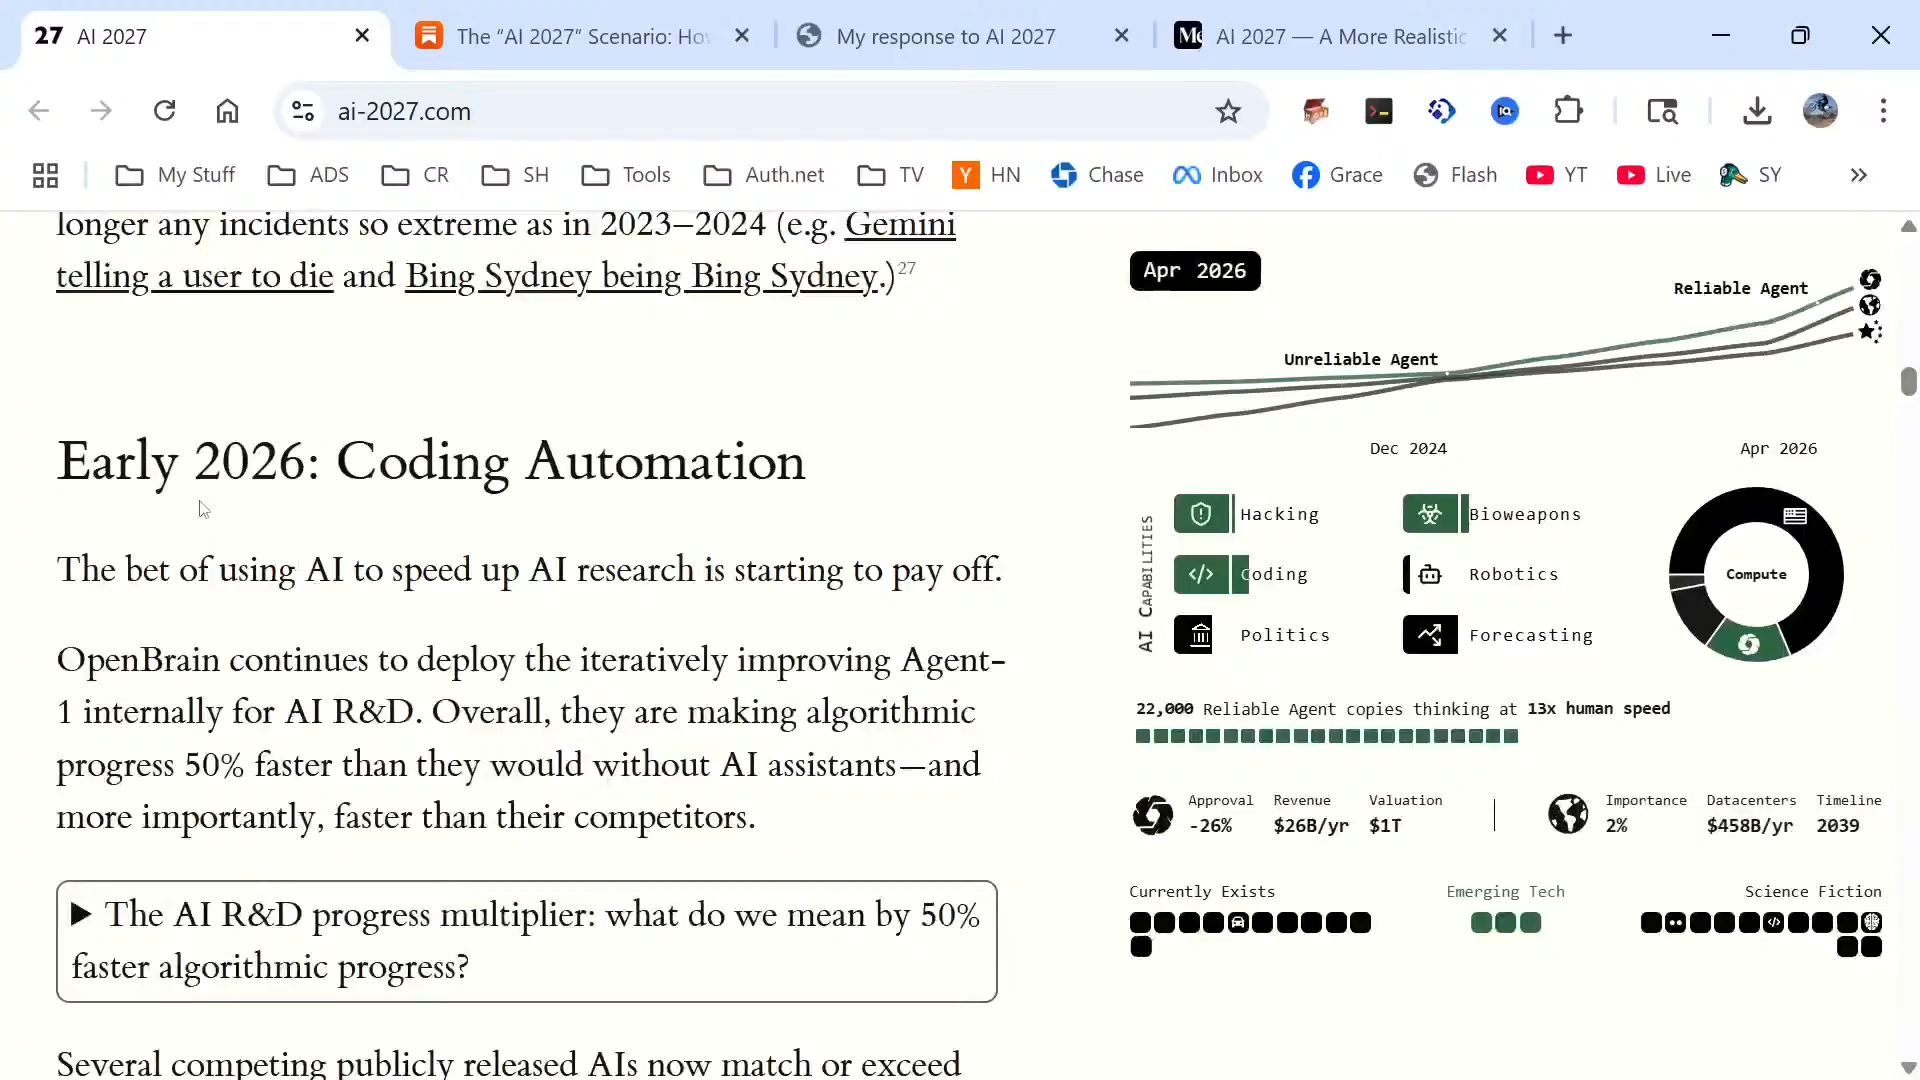 27 AI 2027
The “AI 2027” Scenario: Ho
My response to AI 2027
AI 2027 — A More Realistic
ai-2027.com
My Stuff ADS CR SH Tools Auth.net TV HN Chase Inbox Grace Flash YT Live SY
longer any incidents so extreme as in 2023–2024 (e.g. Gemini
telling a user to die and Bing Sydney being Bing Sydney.)27
Early 2026: Coding Automation
The bet of using AI to speed up AI research is starting to pay off.
OpenBrain continues to deploy the iteratively improving Agent-
1 internally for AI R&D. Overall, they are making algorithmic
progress 50% faster than they would without AI assistants—and
more importantly, faster than their competitors.
The AI R&D progress multiplier: what do we mean by 50%
faster algorithmic progress?
Several competing publicly released AIs now match or exceed
Apr 2026
Reliable Agent
Unreliable Agent
Dec 2024 Apr 2026
AI CAPABILITIES
Hacking Bioweapons
Coding Robotics
Politics Forecasting
Compute
22,000 Reliable Agent copies thinking at 13x human speed
Approval Revenue Valuation Importance Datacenters Timeline
-26% $26B/yr $1T 2% $458B/yr 2039
Currently Exists Emerging Tech Science Fiction